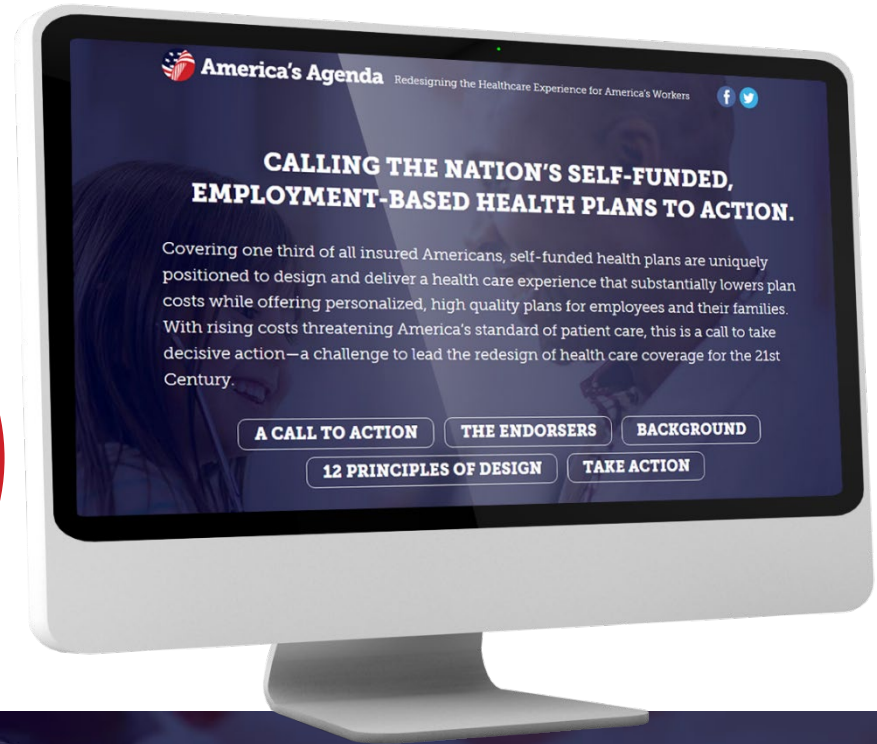 America's Agenda Redesigning the Healthcare Experience for America's Workers
CALLING THE NATION'S SELF-FUNDED,
EMPLOYMENT-BASED HEALTH PLANS TO ACTION.
Covering one third of all insured Americans, self-funded health plans are uniquely
positioned to design and deliver a health care experience that substantially lowers plan
costs while offering personalized, high quality plans for employees and their families.
With rising costs threatening America's standard of patient care, this is a call to take
decisive action—a challenge to lead the redesign of health care coverage for the 21st
Century.
A CALL TO ACTION THE ENDORSERS BACKGROUND
12 PRINCIPLES OF DESIGN TAKE ACTION